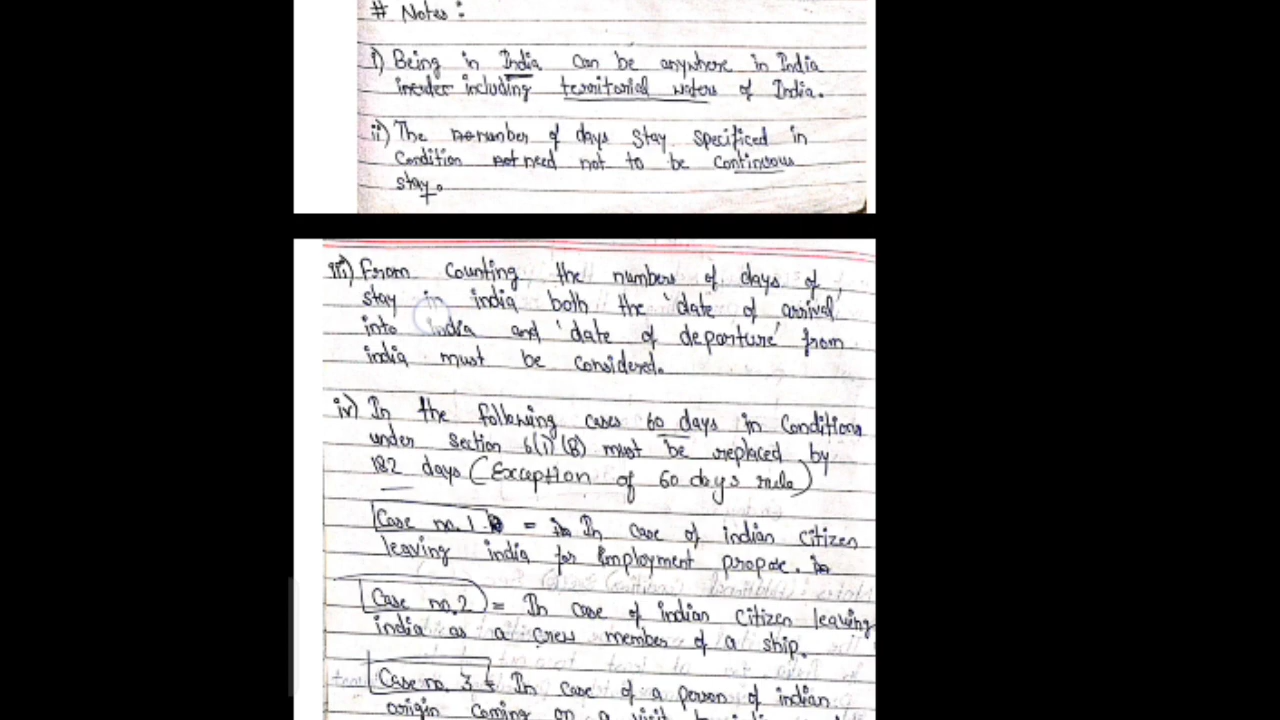 # Notes :
i) Being in India can be anywhere in India
including territorial waters of India.
ii) The number of days stay specificed in
Condition need not to be continuous
stay.
iii) From counting the numbers of days of
stay in india both the 'date of arrival'
into india and 'date of departure' from
india must be considered.
iv) In the following cases 60 days in conditions
under section 6(1) (B) must be replaced by
182 days (Exception of 60 days rule)
Case no. 1 = In case of indian citizen
leaving india for Employment propose.
Case no. 2 = In case of indian citizen leaving
india as a crew member of a ship.
Case no. 3 = In case of a person of indian
origin coming on a visit